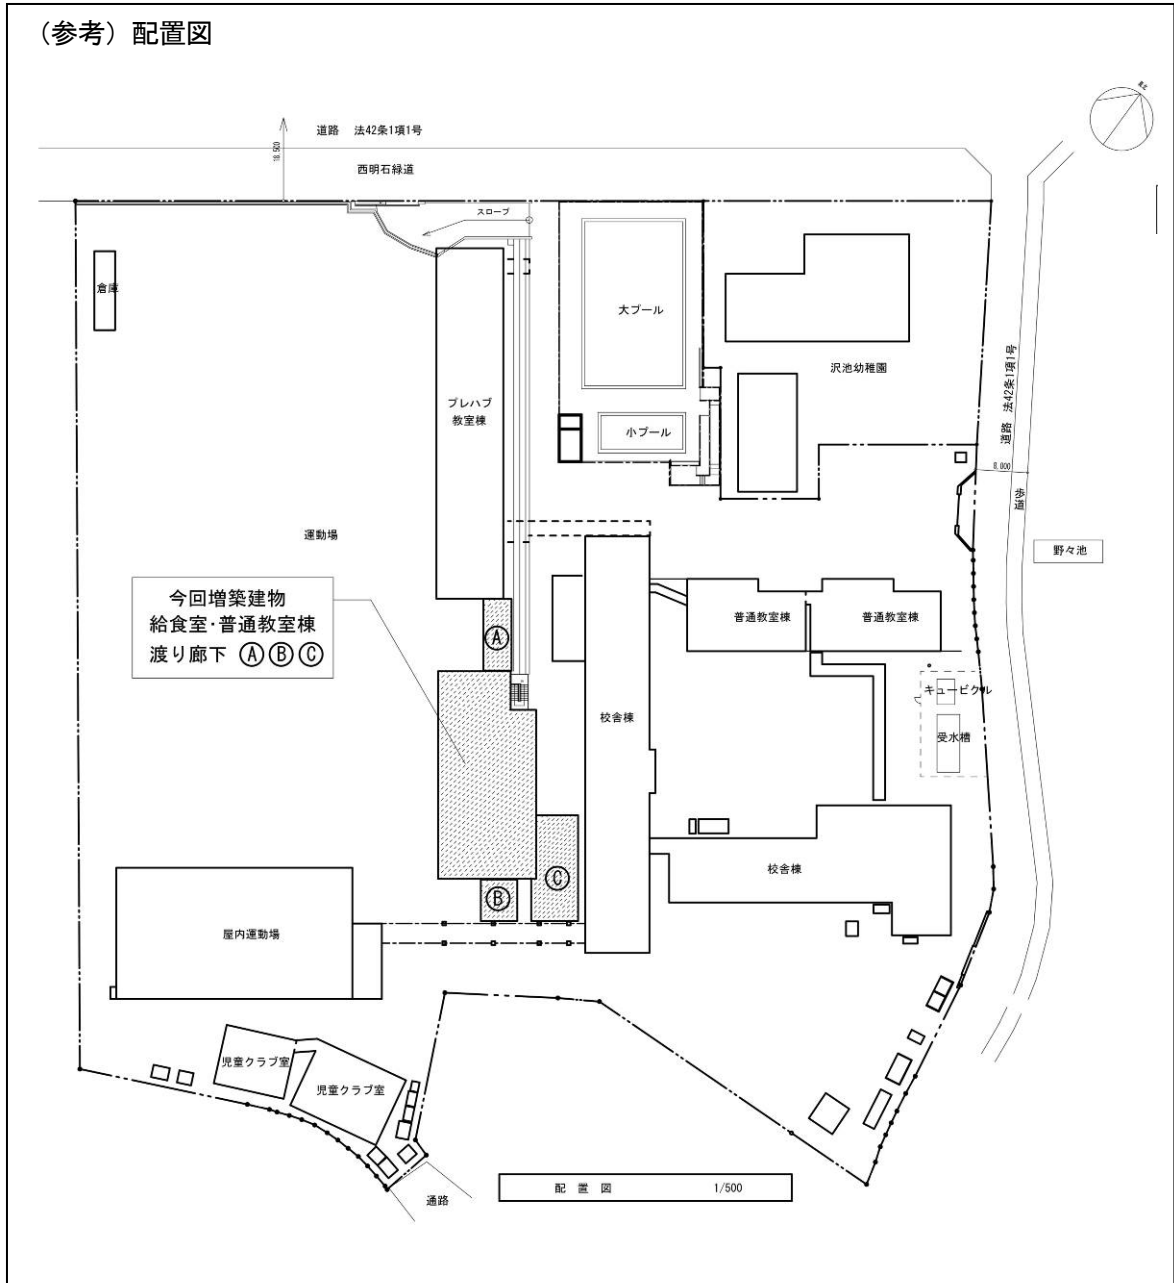 （参考）配置図
真北
道路　法42条1項1号
18.500
西明石緑道
スロープ
倉庫
大プール
沢池幼稚園
道路　法42条1項1号
プレハブ
教室棟
小プール
8.000
歩道
運動場
野々池
今回増築建物
給食室・普通教室棟
渡り廊下 ⒶⒷⒸ
Ⓐ
普通教室棟
普通教室棟
キュービクル
校舎棟
受水槽
校舎棟
Ⓒ
Ⓑ
屋内運動場
児童クラブ室
児童クラブ室
配　置　図　1/500
通路